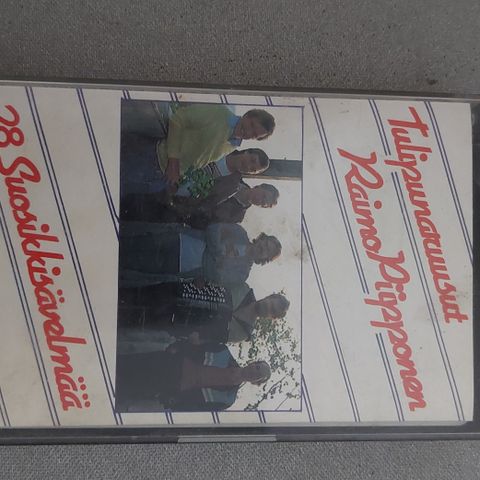 Tulipunaruusut
Raimo Piipponen
28 Suosikkisävelmää